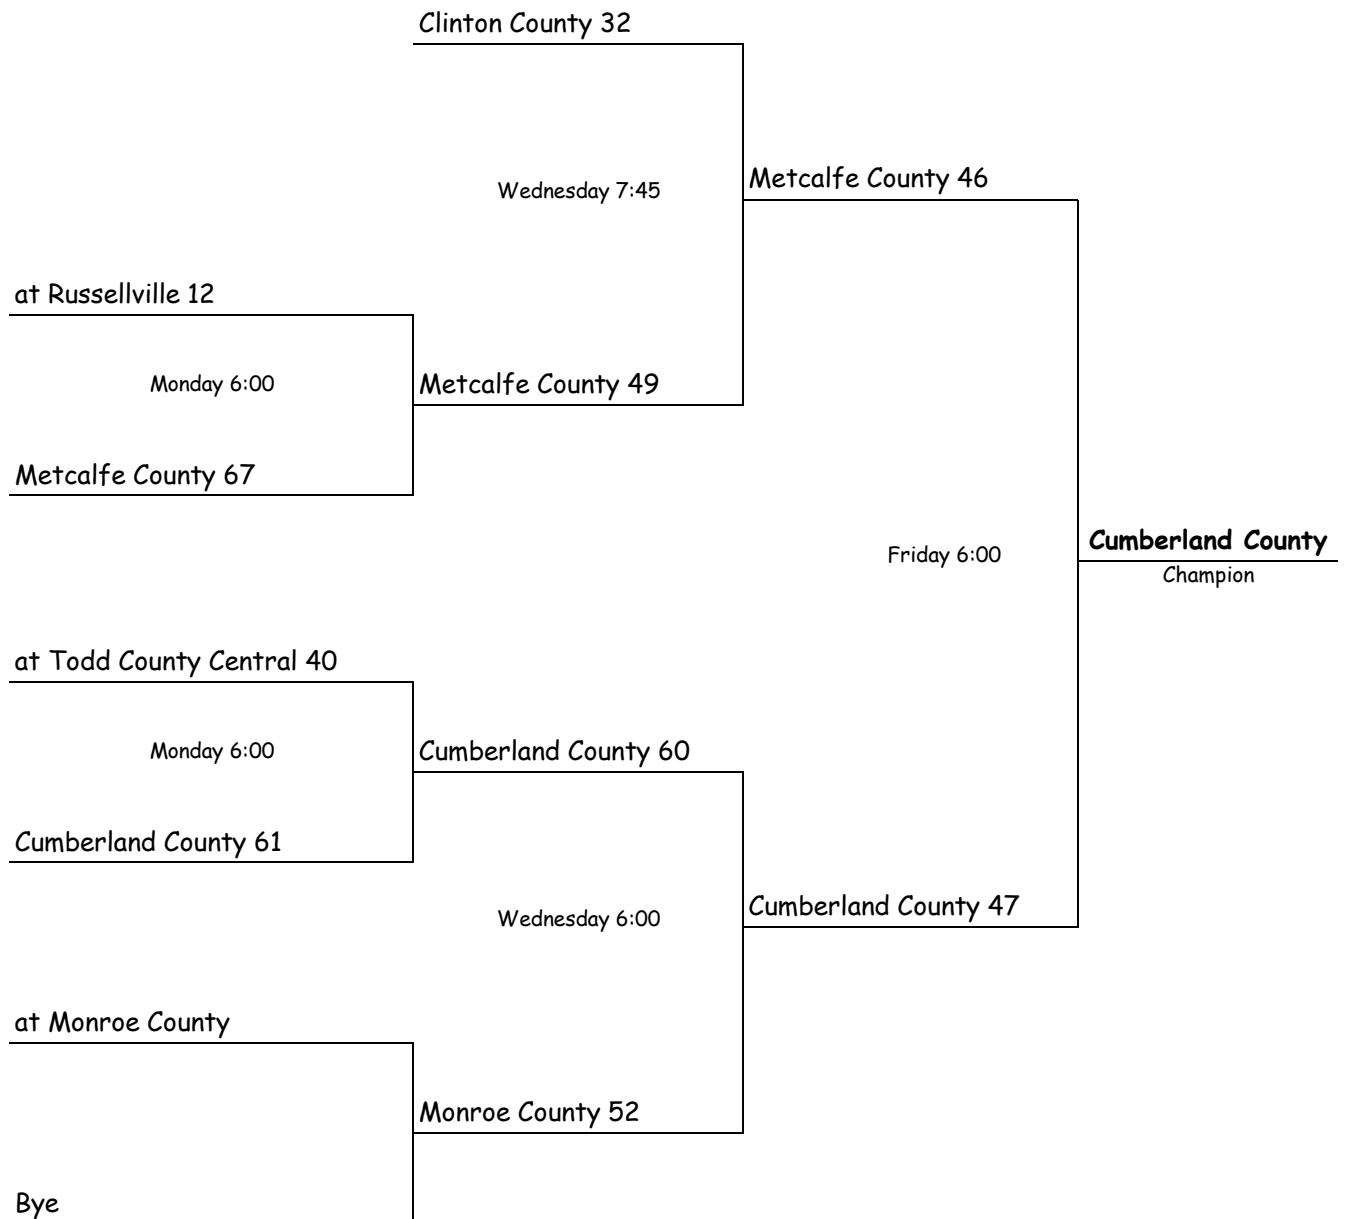 Clinton County 32
Wednesday 7:45
Metcalfe County 46
at Russellville 12
Monday 6:00
Metcalfe County 49
Metcalfe County 67
Friday 6:00
Cumberland County
Champion
at Todd County Central 40
Monday 6:00
Cumberland County 60
Cumberland County 61
Wednesday 6:00
Cumberland County 47
at Monroe County
Monroe County 52
Bye